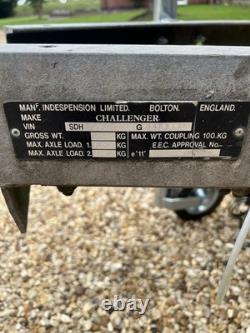 MANF. INDESPENSION LIMITED. BOLTON. ENGLAND.
MAKE CHALLENGER
VIN SDH G
GROSS WT. KG MAX. WT. COUPLING 100.KG
MAX. AXLE LOAD. 1. KG E.E.C. APPROVAL No.
MAX. AXLE LOAD. 2 KG e'11'